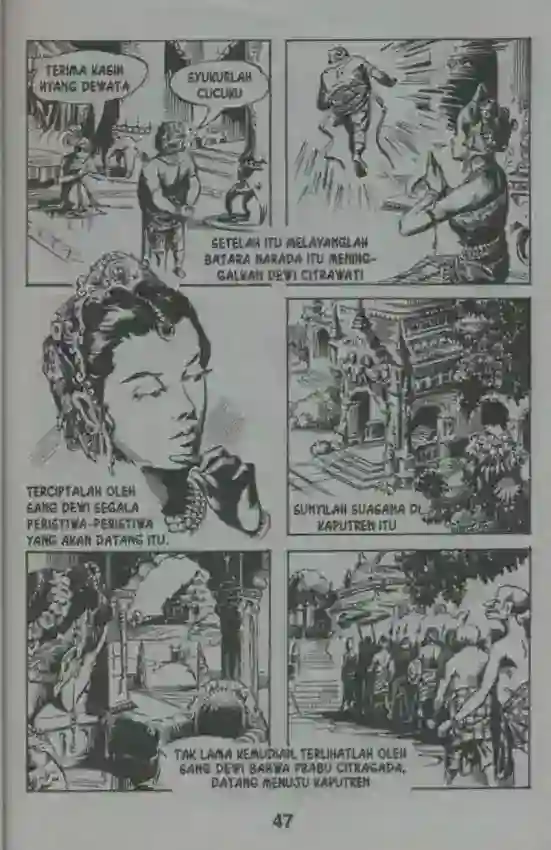 TERIMA KASIH
HYANG DEWATA
SYUKURLAH
CUCUKU
SETELAH ITU MELAYANGLAH
BATARA NARADA ITU MENING-
GALKAN DEWI CITRAWATI
TERCIPTALAH OLEH
SANG DEWI SEGALA
PERISTIWA-PERISTIWA
YANG AKAN DATANG ITU.
SUNYILAH SUASANA DI
KAPUTREN ITU
TAK LAMA KEMUDIAN, TERLIHATLAH OLEH
SANG DEWI BAHWA PRABU CITRAGADA,
DATANG MENUJU KAPUTREN
47